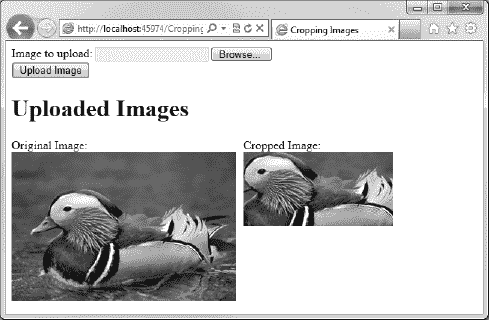 http://localhost:45974/Cropping
Cropping Images
Image to upload: Browse...
Upload Image
Uploaded Images
Original Image: Cropped Image: